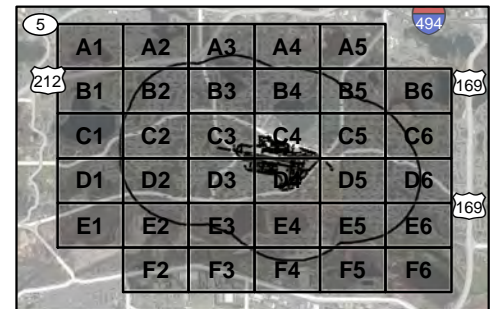 5
494
A1 A2 A3 A4 A5
212
169
B1 B2 B3 B4 B5 B6
C1 C2 C3 C4 C5 C6
D1 D2 D3 D4 D5 D6
169
E1 E2 E3 E4 E5 E6
F2 F3 F4 F5 F6